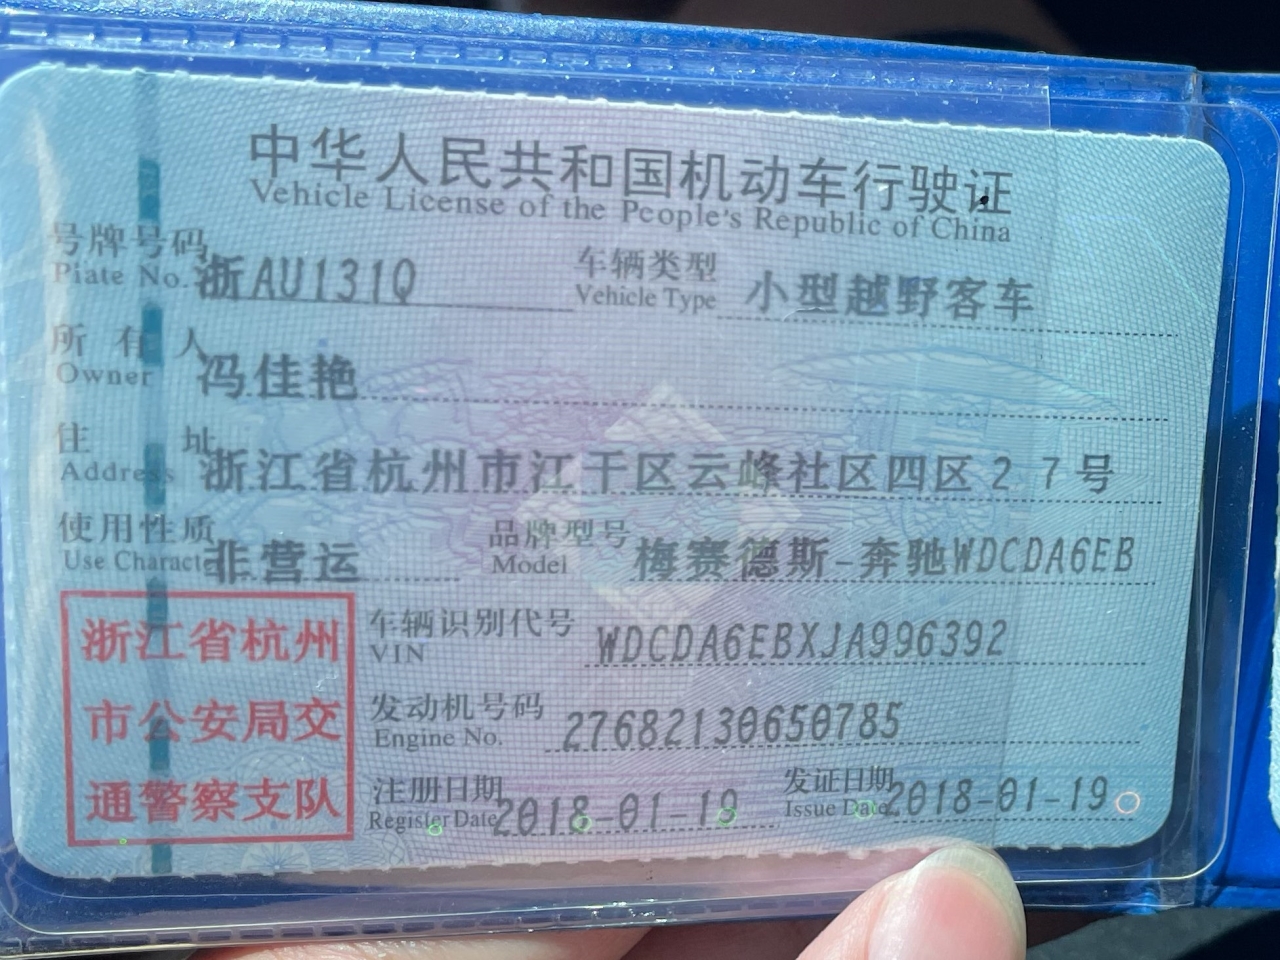 中华人民共和国机动车行驶证
Vehicle License of the People's Republic of China
号牌号码 浙AU131Q 车辆类型 小型越野客车
Piate No. Vehicle Type
所有人 冯佳艳
Owner
住址 浙江省杭州市江干区云峰社区四区27号
Address
使用性质 非营运 品牌型号 梅赛德斯-奔驰WDCDA6EB
Use Characte Model
车辆识别代号 WDCDA6EBXJA996392
VIN
发动机号码 27682130650785
Engine No.
注册日期 2018-01-19 发证日期 2018-01-19
Register Date Issue Date
浙江省杭州
市公安局交
通警察支队